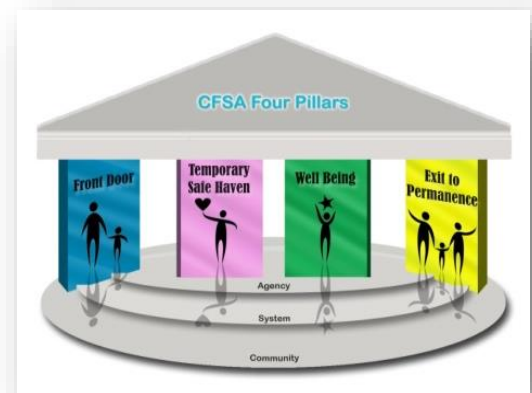 CFSA Four Pillars
Front Door
Temporary
Safe Haven
Well Being
Exit to
Permanence
Agency
System
Community